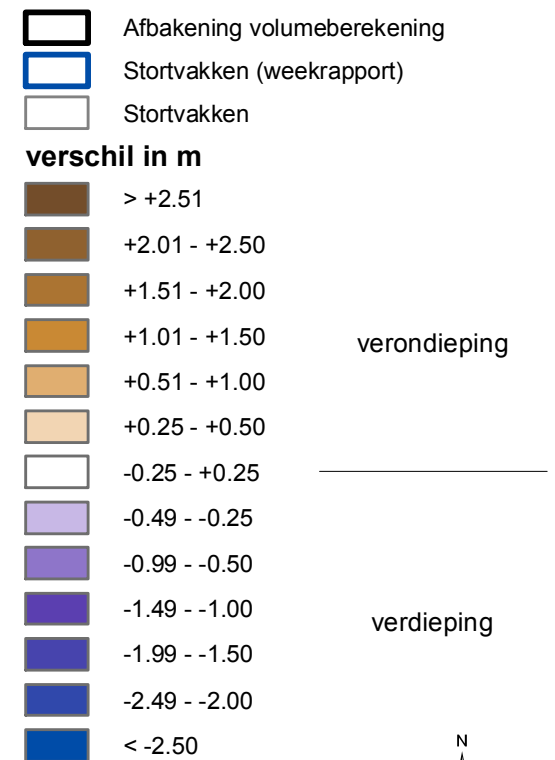 Afbakening volumeberekening
Stortvakken (weekrapport)
Stortvakken
verschil in m
> +2.51
+2.01 - +2.50
+1.51 - +2.00
+1.01 - +1.50
verondieping
+0.51 - +1.00
+0.25 - +0.50
-0.25 - +0.25
-0.49 - -0.25
-0.99 - -0.50
-1.49 - -1.00
verdieping
-1.99 - -1.50
-2.49 - -2.00
< -2.50
N